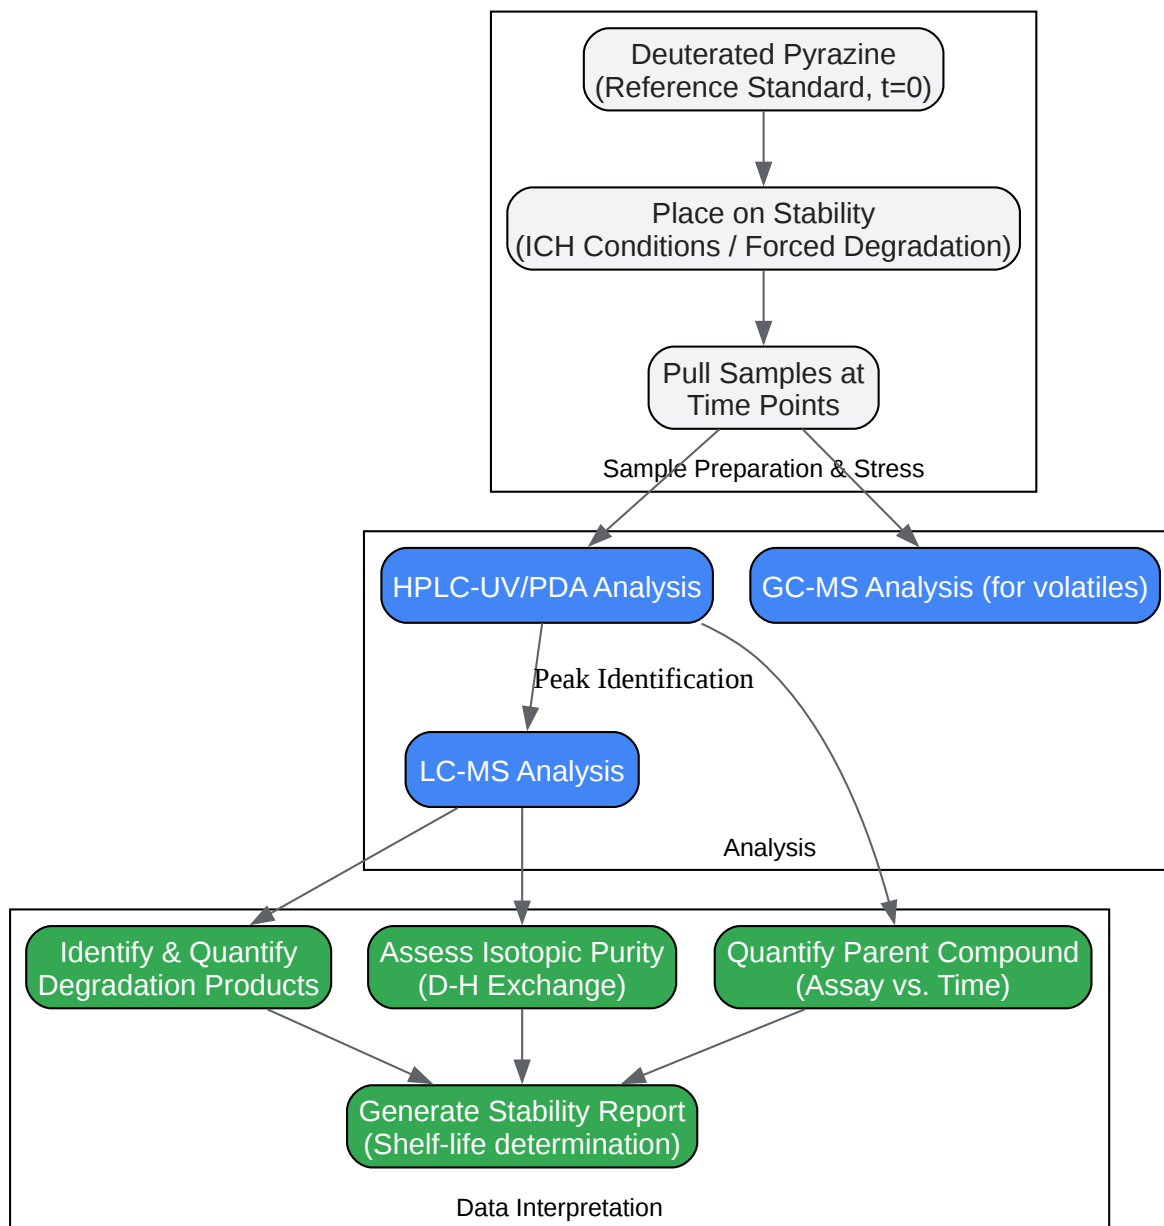 Deuterated Pyrazine
(Reference Standard, t=0)
Place on Stability
(ICH Conditions / Forced Degradation)
Pull Samples at
Time Points
Sample Preparation & Stress
HPLC-UV/PDA Analysis
GC-MS Analysis (for volatiles)
Peak Identification
LC-MS Analysis
Analysis
Identify & Quantify
Degradation Products
Assess Isotopic Purity
(D-H Exchange)
Quantify Parent Compound
(Assay vs. Time)
Generate Stability Report
(Shelf-life determination)
Data Interpretation